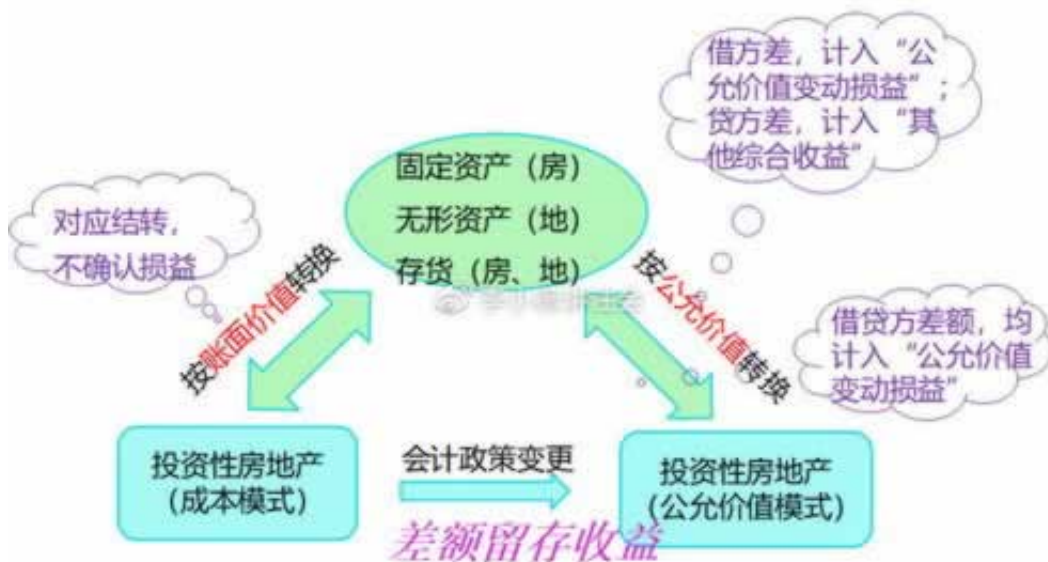 借方差，计入“公
允价值变动损益”；
贷方差，计入“其
他综合收益”
固定资产（房）
无形资产（地）
存货（房、地）
对应结转，
不确认损益
按账面价值转换
按公允价值转换
借贷方差额，均
计入“公允价值
变动损益”
投资性房地产
（成本模式）
会计政策变更
差额留存收益
投资性房地产
（公允价值模式）